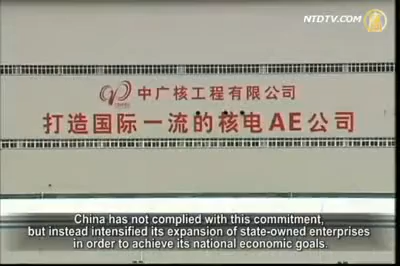 NTDTV.COM
中广核工程有限公司
打造国际一流的核电AE公司
China has not complied with this commitment,
but instead intensified its expansion of state-owned enterprises
in order to achieve its national economic goals.